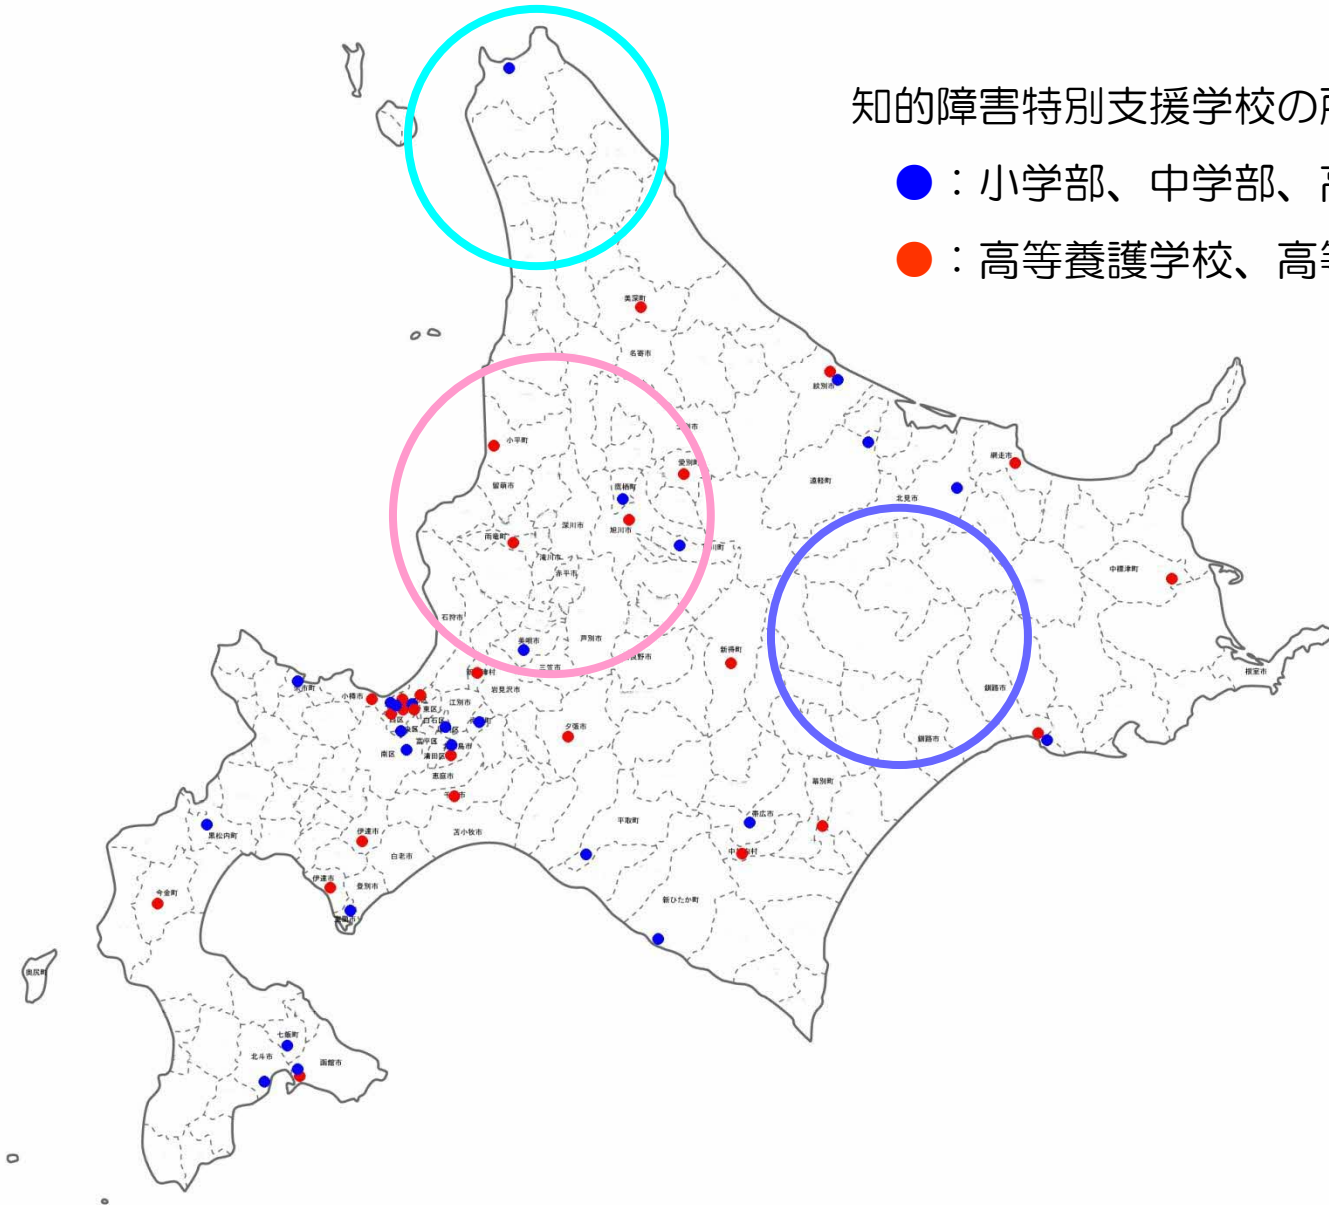 知的障害特別支援学校の
●：小学部、中学部、
●：高等養護学校、高等
美深町
名寄市
紋別市
小平町
愛別町
網走市
留萌市
鷹栖町
遠軽町
北見市
深川市
旭川市
雨竜町
滝川市
赤平市
中標津町
石狩市
美唄市
芦別市
新得町
三笠市
岩見沢市
根室市
小樽市
江別市
東区
白石区
釧路市
夕張市
釧路市
南区
恵庭市
幕別町
帯広市
平取町
苫小牧市
伊達市
白老市
黒松内町
伊達市
登別市
今金町
新ひたか町
奥尻町
七飯町
北斗市
函館市